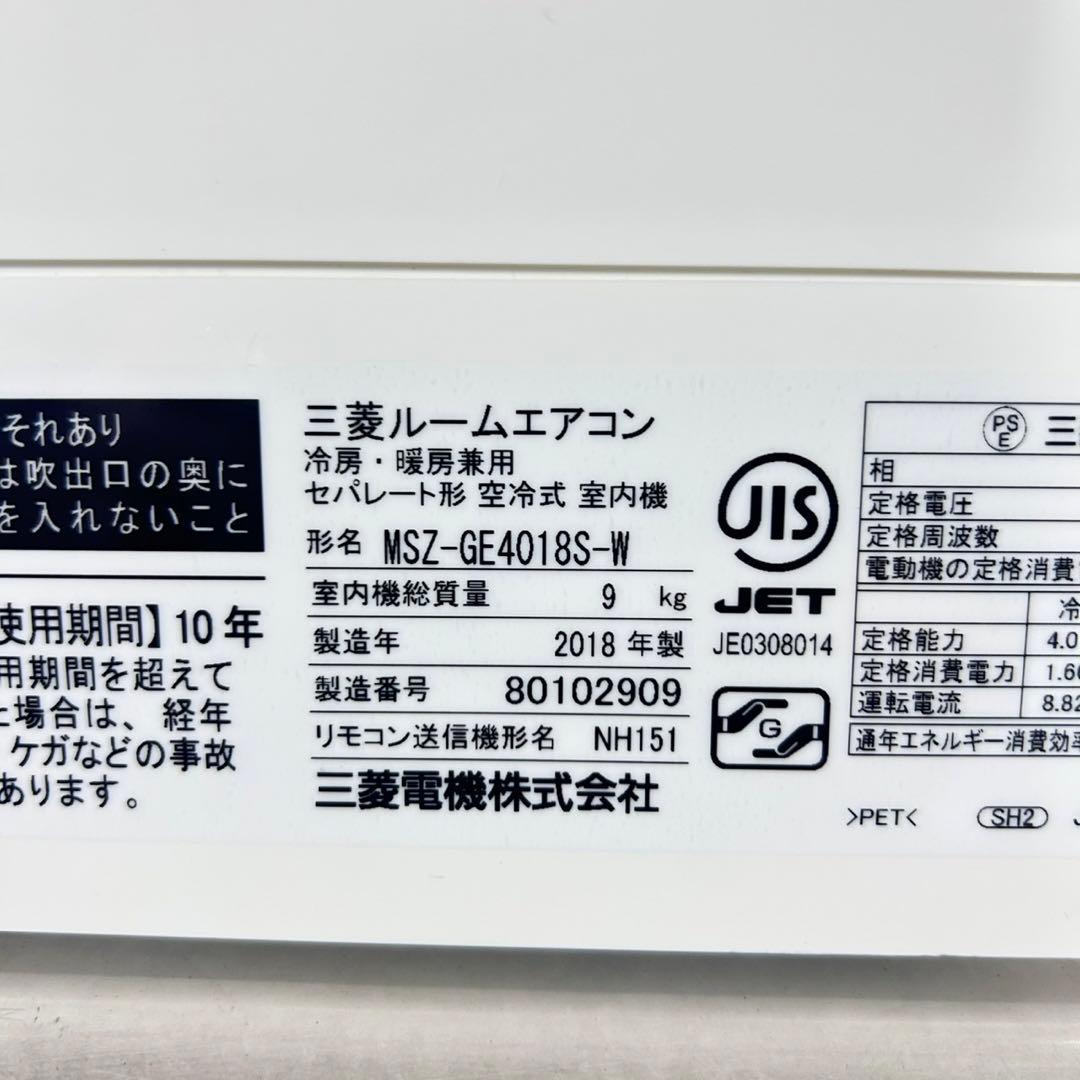 それあり
は吹出口の奥に
を入れないこと
使用期間】10年
用期間を超えて
場合は、経年
ケガなどの事故
あります。
三菱ルームエアコン
冷房・暖房兼用
セパレート形 空冷式 室内機
形名 MSZ-GE4018S-W
室内機総質量 9 kg
製造年 2018 年製
製造番号 80102909
リモコン送信機形名 NH151
三菱電機株式会社
JIS
JET
JE0308014
G
PS
E
三
相
定格電圧
定格周波数
電動機の定格消費
冷
定格能力 4.0
定格消費電力 1.6
運転電流 8.82
通年エネルギー消費効率
>PET< SH2 J